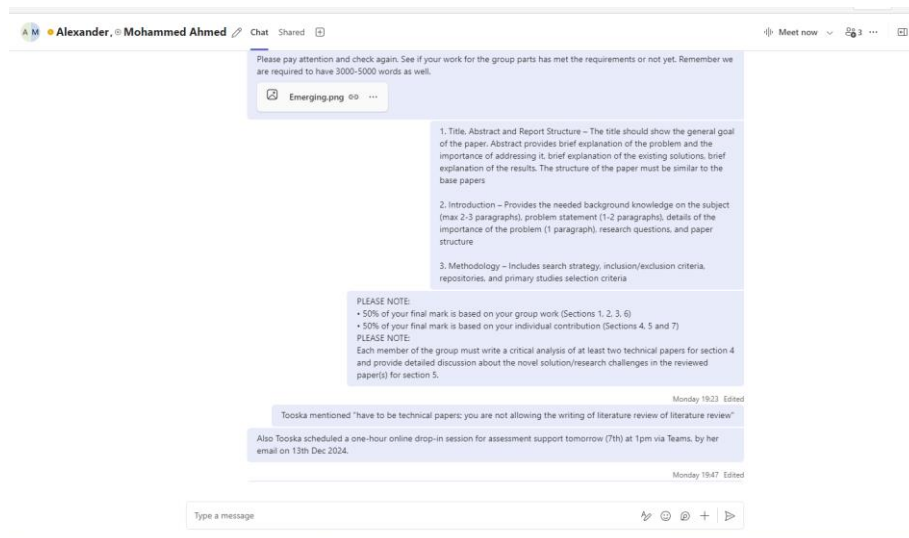 A M Alexander, Mohammed Ahmed Chat Shared Meet now 3
Please pay attention and check again. See if your work for the group parts has met the requirements or not yet. Remember we
are required to have 3000-5000 words as well.
Emerging.png
1. Title, Abstract and Report Structure – The title should show the general goal
of the paper. Abstract provides brief explanation of the problem and the
importance of addressing it, brief explanation of the existing solutions, brief
explanation of the results. The structure of the paper must be similar to the
base papers
2. Introduction – Provides the needed background knowledge on the subject
(max 2-3 paragraphs), problem statement (1-2 paragraphs), details of the
importance of the problem (1 paragraph), research questions, and paper
structure
3. Methodology – Includes search strategy, inclusion/exclusion criteria,
repositories, and primary studies selection criteria
PLEASE NOTE:
• 50% of your final mark is based on your group work (Sections 1, 2, 3, 6)
• 50% of your final mark is based on your individual contribution (Sections 4, 5 and 7)
PLEASE NOTE:
Each member of the group must write a critical analysis of at least two technical papers for section 4
and provide detailed discussion about the novel solution/research challenges in the reviewed
paper(s) for section 5.
Monday 19:23 Edited
Tooska mentioned "have to be technical papers; you are not allowing the writing of literature review of literature review"
Also Tooska scheduled a one-hour online drop-in session for assessment support tomorrow (7th) at 1pm via Teams, by her
email on 13th Dec 2024.
Monday 19:47 Edited
Type a message